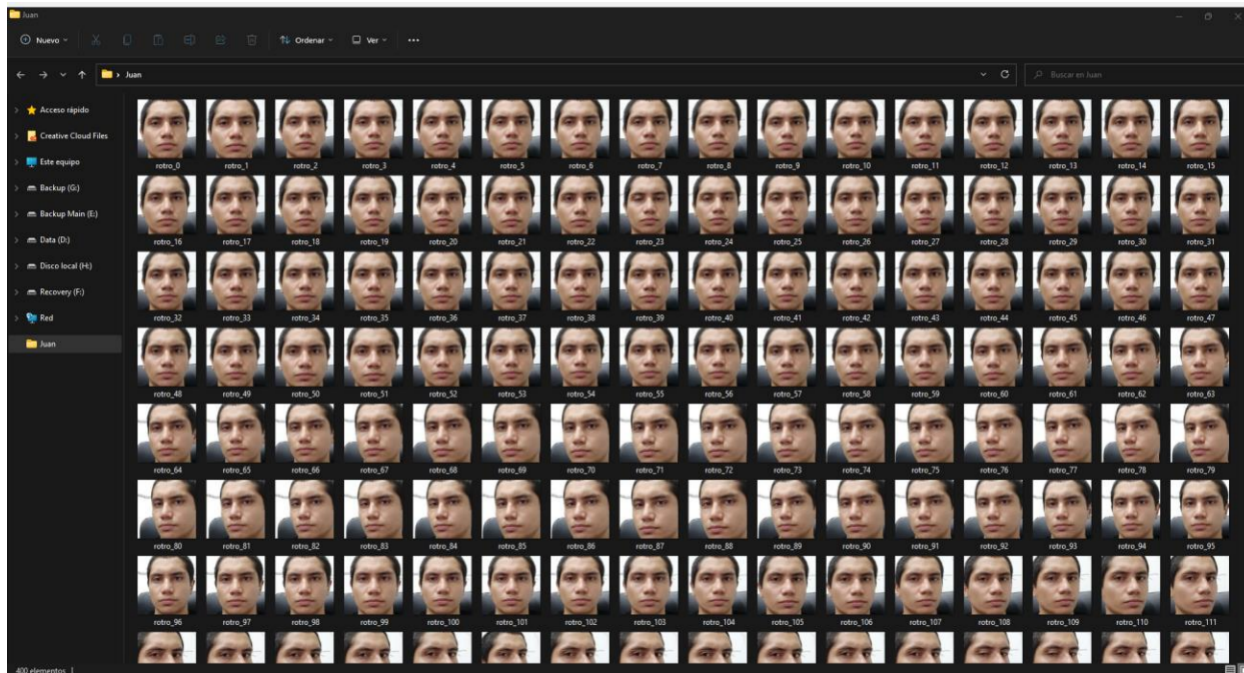 Juan
Nuevo Ordenar Ver
Juan Buscar en Juan
Acceso rápido
Creative Cloud Files
Este equipo
Backup (G:)
Backup Main (E:)
Data (D:)
Disco local (H:)
Recovery (F:)
Red
Juan
rotro_0 rotro_1 rotro_2 rotro_3 rotro_4 rotro_5 rotro_6 rotro_7 rotro_8 rotro_9 rotro_10 rotro_11 rotro_12 rotro_13 rotro_14 rotro_15
rotro_16 rotro_17 rotro_18 rotro_19 rotro_20 rotro_21 rotro_22 rotro_23 rotro_24 rotro_25 rotro_26 rotro_27 rotro_28 rotro_29 rotro_30 rotro_31
rotro_32 rotro_33 rotro_34 rotro_35 rotro_36 rotro_37 rotro_38 rotro_39 rotro_40 rotro_41 rotro_42 rotro_43 rotro_44 rotro_45 rotro_46 rotro_47
rotro_48 rotro_49 rotro_50 rotro_51 rotro_52 rotro_53 rotro_54 rotro_55 rotro_56 rotro_57 rotro_58 rotro_59 rotro_60 rotro_61 rotro_62 rotro_63
rotro_64 rotro_65 rotro_66 rotro_67 rotro_68 rotro_69 rotro_70 rotro_71 rotro_72 rotro_73 rotro_74 rotro_75 rotro_76 rotro_77 rotro_78 rotro_79
rotro_80 rotro_81 rotro_82 rotro_83 rotro_84 rotro_85 rotro_86 rotro_87 rotro_88 rotro_89 rotro_90 rotro_91 rotro_92 rotro_93 rotro_94 rotro_95
rotro_96 rotro_97 rotro_98 rotro_99 rotro_100 rotro_101 rotro_102 rotro_103 rotro_104 rotro_105 rotro_106 rotro_107 rotro_108 rotro_109 rotro_110 rotro_111
400 elementos